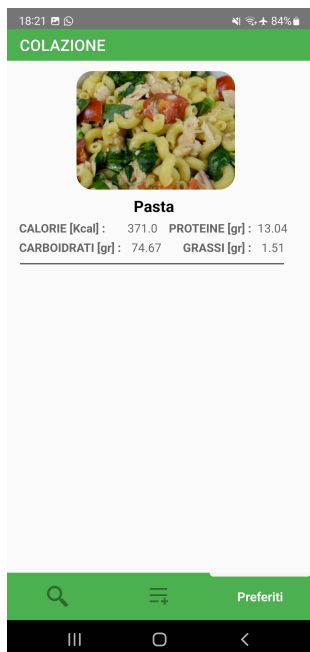 18:21 84%
COLAZIONE
Pasta
CALORIE [Kcal] : 371.0 PROTEINE [gr] : 13.04
CARBOIDRATI [gr] : 74.67 GRASSI [gr] : 1.51
Preferiti